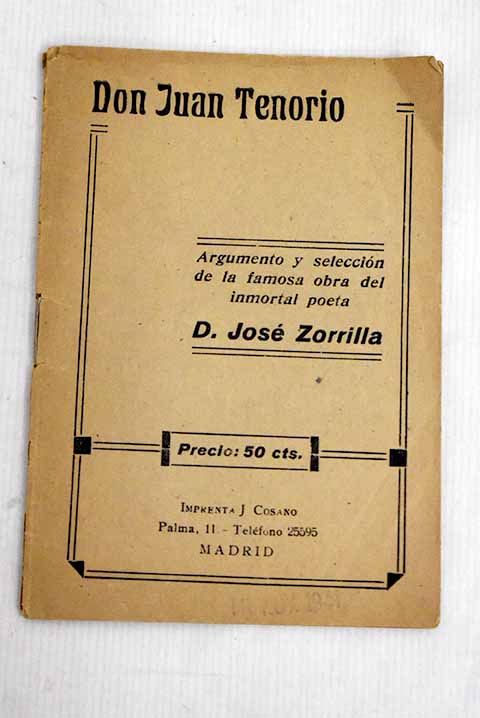 Don Juan Tenorio
Argumento y selección
de la famosa obra del
inmortal poeta
D. José Zorrilla
Precio: 50 cts.
IMPRENTA J COSANO
Palma, 11. - Teléfono 25595
MADRID